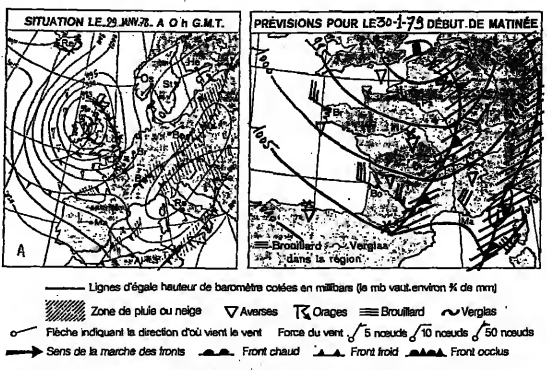 SITUATION LE 29 JANV. 78. A O h G.M.T.
PRÉVISIONS POUR LE 30-1-79 DÉBUT DE MATINÉE
1005
1005
A
Brouillard Verglas
dans la région
Lignes d'égale hauteur de baromètre cotées en millibars (le mb vaut environ ¾ de mm)
Zone de pluie ou neige Averses Orages Brouillard Verglas
Flèche indiquant la direction d'où vient le vent Force du vent 5 nœuds 10 nœuds 50 nœuds
Sens de la marche des fronts Front chaud Front froid Front occlus